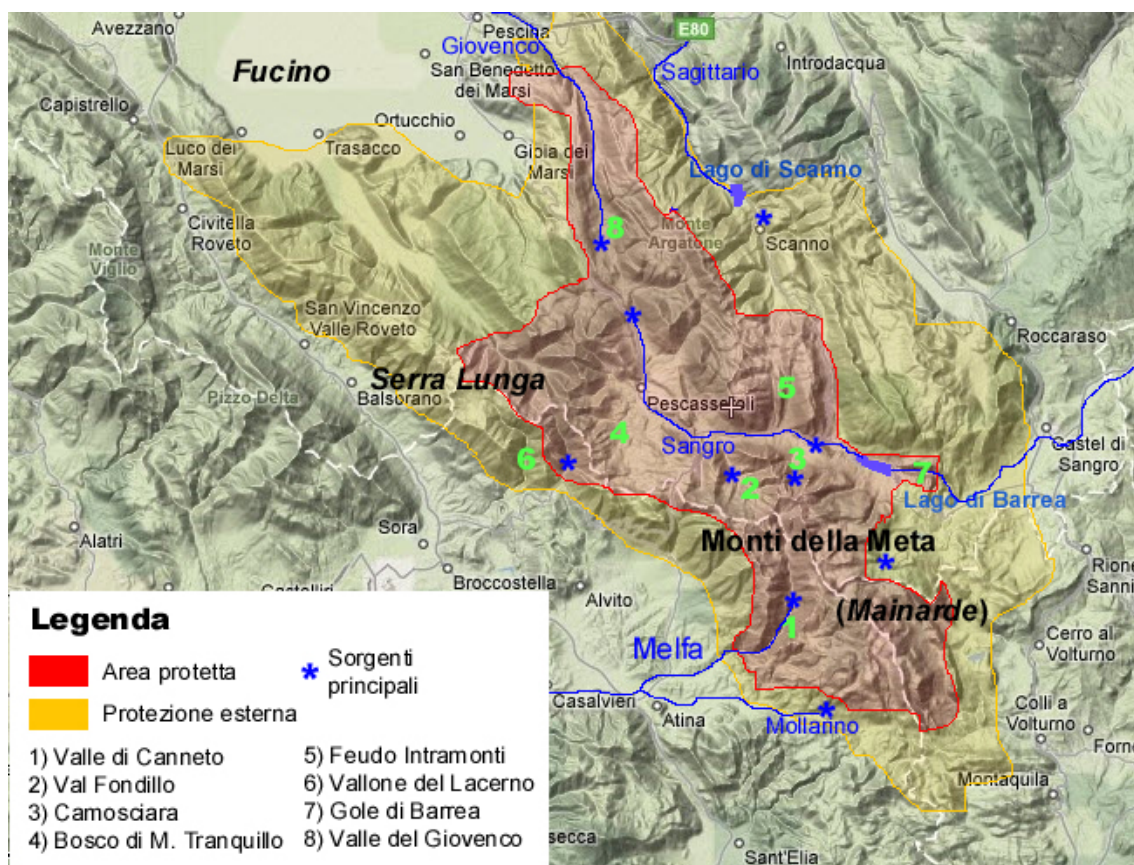 Avezzano
Pescina
E80
Giovenco
San Benedetto
dei Marsi
Introdacqua
Fucino
Sagittario
Capistrello
Ortucchio
Luco dei
Marsi
Trasacco
Gioia dei
Marsi
Lago di Scanno
Civitella
Roveto
8
Monte
Argatone
Scanno
Monte
Viglio
San Vincenzo
Valle Roveto
Roccaraso
Serra Lunga
Pizzo Deta
Balsorano
Pescasseroli
5
4
Sangro
Castel di
Sangro
6
3
7
2
Lago di Barrea
Sora
Alatri
Monti della Meta
Broccostella
Rione
Sanni
Castelliri
Alvito
(Mainarde)
1
Melfa
Cerro al
Volturno
Casalvieri
Atina
Mollarino
Colli a
Volturno
Forne
Montaquila
secca
Sant'Elia
Legenda
Area protetta
* Sorgenti
principali
Protezione esterna
1) Valle di Canneto
2) Val Fondillo
3) Camosciara
4) Bosco di M. Tranquillo
5) Feudo Intramonti
6) Vallone del Lacerno
7) Gole di Barrea
8) Valle del Giovenco